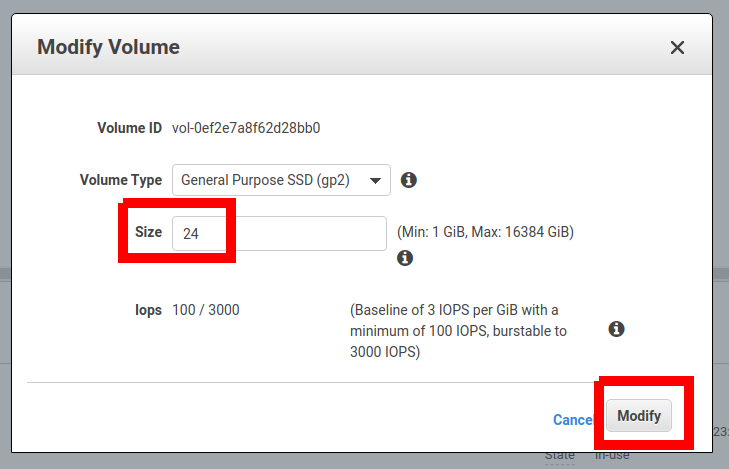 Modify Volume
Volume ID vol-0ef2e7a8f62d28bb0
Volume Type General Purpose SSD (gp2)
Size 24 (Min: 1 GiB, Max: 16384 GiB)
Iops 100 / 3000 (Baseline of 3 IOPS per GiB with a
minimum of 100 IOPS, burstable to
3000 IOPS)
Cancel Modify
23:
State in-use